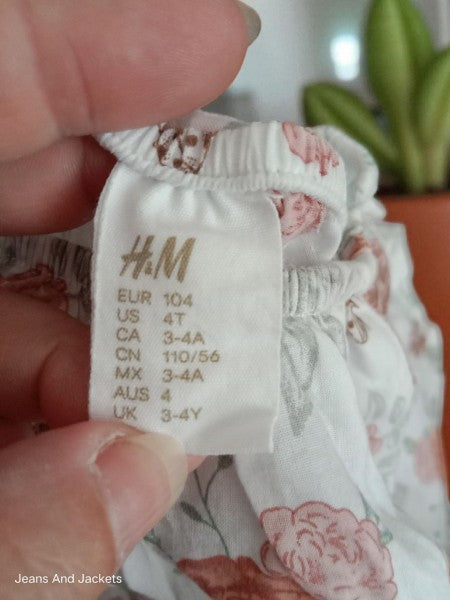 H&M
EUR 104
US 4T
CA 3-4A
CN 110/56
MX 3-4A
AUS 4
UK 3-4Y
Jeans And Jackets